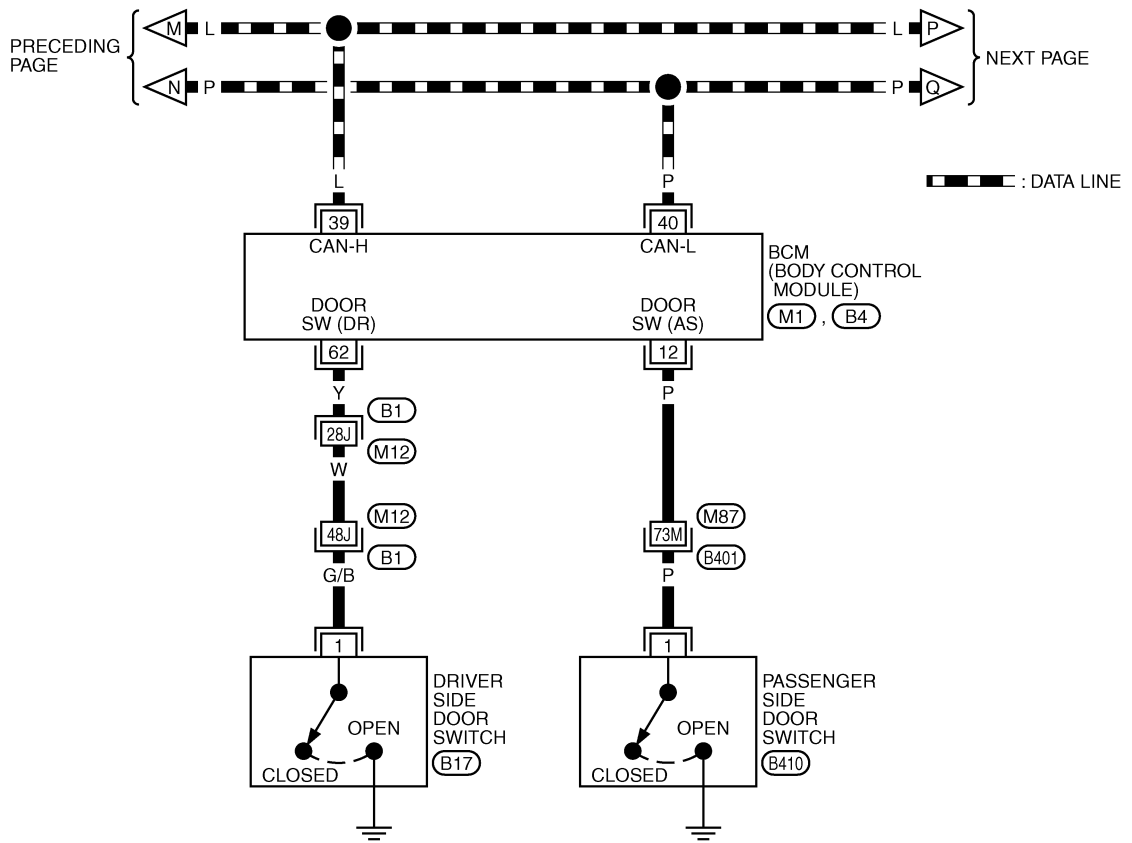 PRECEDING
PAGE
M
L
L
P
N
P
P
Q
NEXT PAGE
: DATA LINE
L
P
39
40
CAN-H
CAN-L
BCM
(BODY CONTROL
MODULE)
M1 , B4
DOOR
SW (DR)
DOOR
SW (AS)
62
12
Y
P
B1
28J
M12
W
M12
48J
B1
G/B
M87
73M
B401
P
1
1
DRIVER
SIDE
DOOR
SWITCH
B17
OPEN
CLOSED
PASSENGER
SIDE
DOOR
SWITCH
B410
OPEN
CLOSED